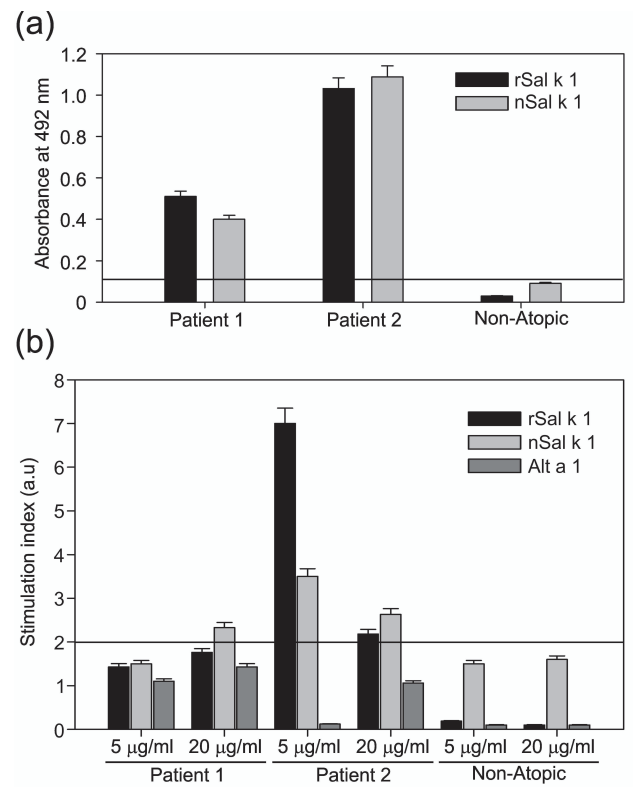 (a)
1.2
1.0
0.8
0.6
0.4
0.2
0
Absorbance at 492 nm
rSal k 1
nSal k 1
Patient 1 Patient 2 Non-Atopic
(b)
8
7
6
5
4
3
2
1
0
Stimulation index (a.u)
rSal k 1
nSal k 1
Alt a 1
5 µg/ml 20 µg/ml 5 µg/ml 20 µg/ml 5 µg/ml 20 µg/ml
Patient 1 Patient 2 Non-Atopic